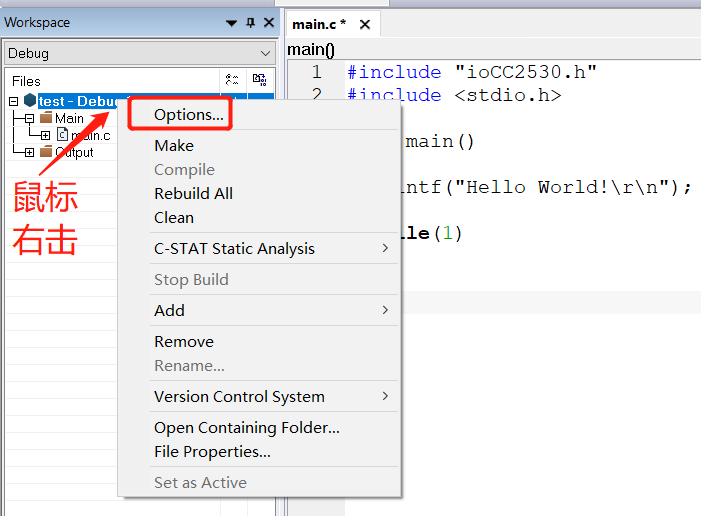 Workspace
main.c *
Debug
main()
Files
1 #include "ioCC2530.h"
2 #include <stdio.h>
test - Debug
Main
main.c
Output
鼠标
右击
Options...
Make
Compile
Rebuild All
Clean
C-STAT Static Analysis
Stop Build
Add
Remove
Rename...
Version Control System
Open Containing Folder...
File Properties...
Set as Active
main()
ntf("Hello World!\r\n");
le(1)